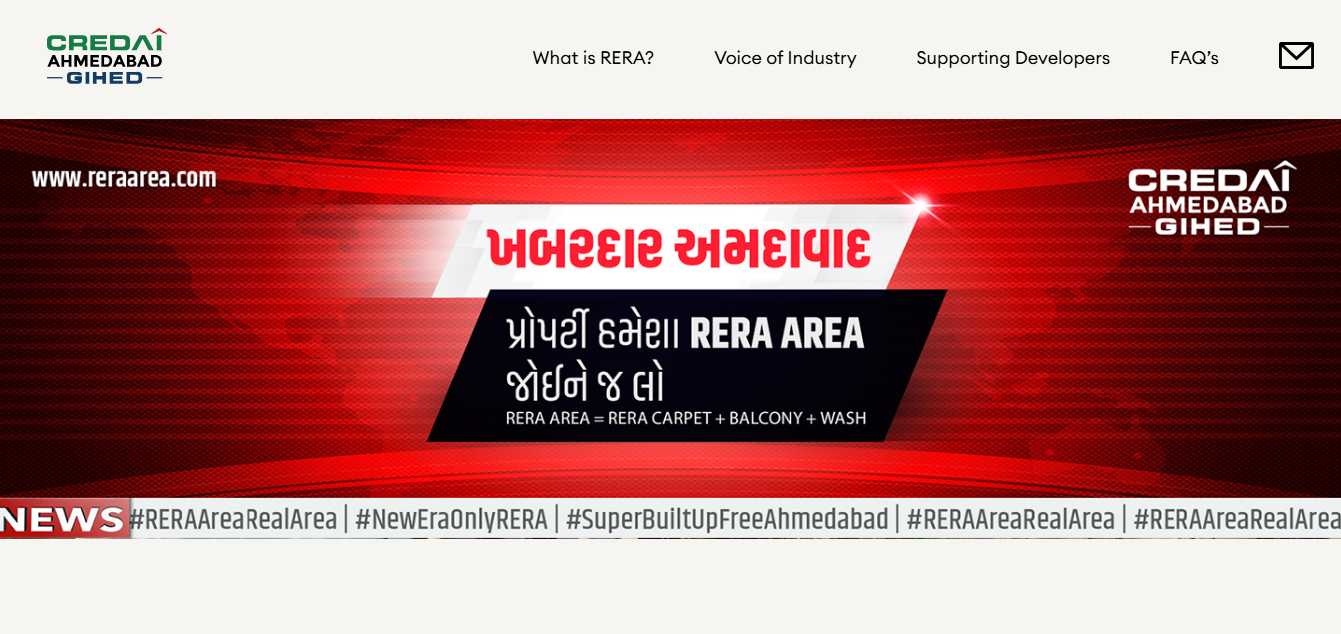 CREDAI
AHMEDABAD
GIHED
What is RERA? Voice of Industry Supporting Developers FAQ's
www.reraarea.com
CREDAI
AHMEDABAD
GIHED
ખબરદાર અમદાવાદ
પ્રોપર્ટી હમેશા RERA AREA
જોઈને જ લો
RERA AREA = RERA CARPET + BALCONY + WASH
NEWS #RERAAreaRealArea | #NewEraOnlyRERA | #SuperBuiltUpFreeAhmedabad | #RERAAreaRealArea | #RERAAreaRealArea